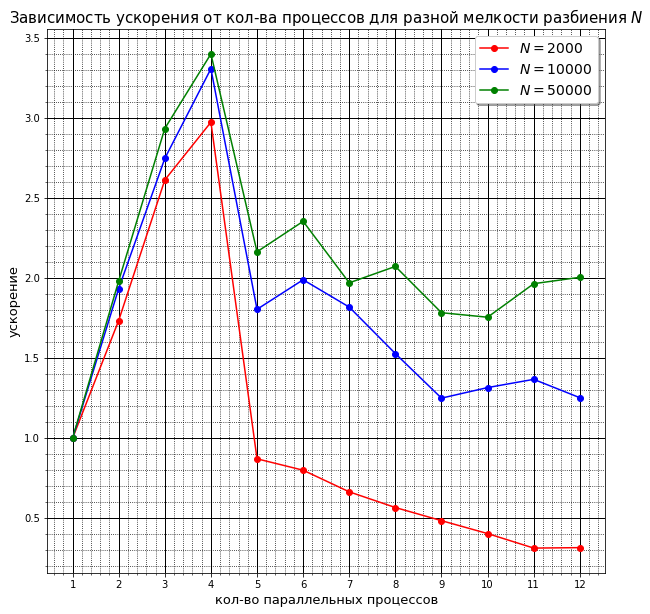 Зависимость ускорения от кол-ва процессов для разной мелкости разбиения N
N = 2000
N = 10000
N = 50000
3.5
3.0
2.5
2.0
1.5
1.0
0.5
ускорение
1 2 3 4 5 6 7 8 9 10 11 12
кол-во параллельных процессов